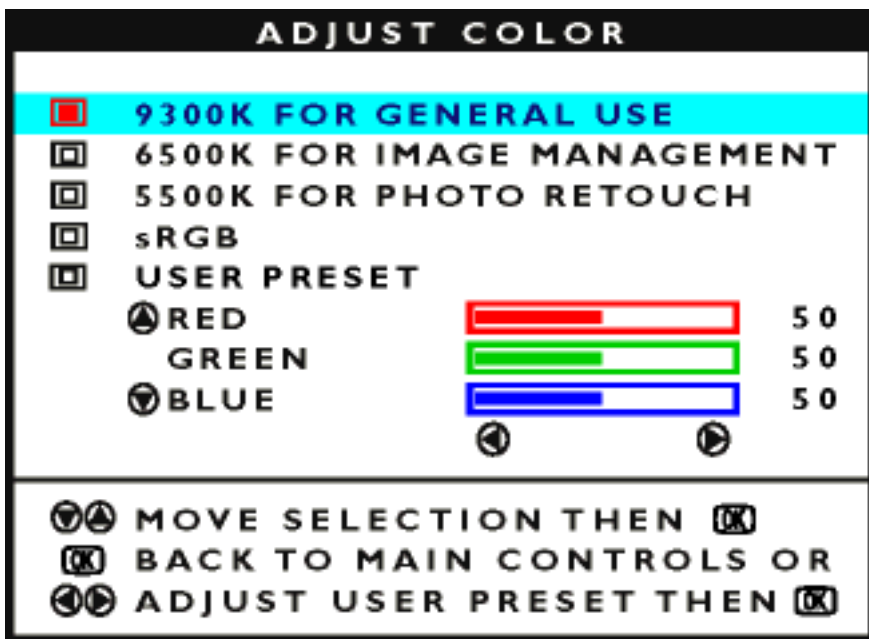 ADJUST COLOR
9300K FOR GENERAL USE
6500K FOR IMAGE MANAGEMENT
5500K FOR PHOTO RETOUCH
sRGB
USER PRESET
RED 50
GREEN 50
BLUE 50
MOVE SELECTION THEN OK
OK BACK TO MAIN CONTROLS OR
ADJUST USER PRESET THEN OK